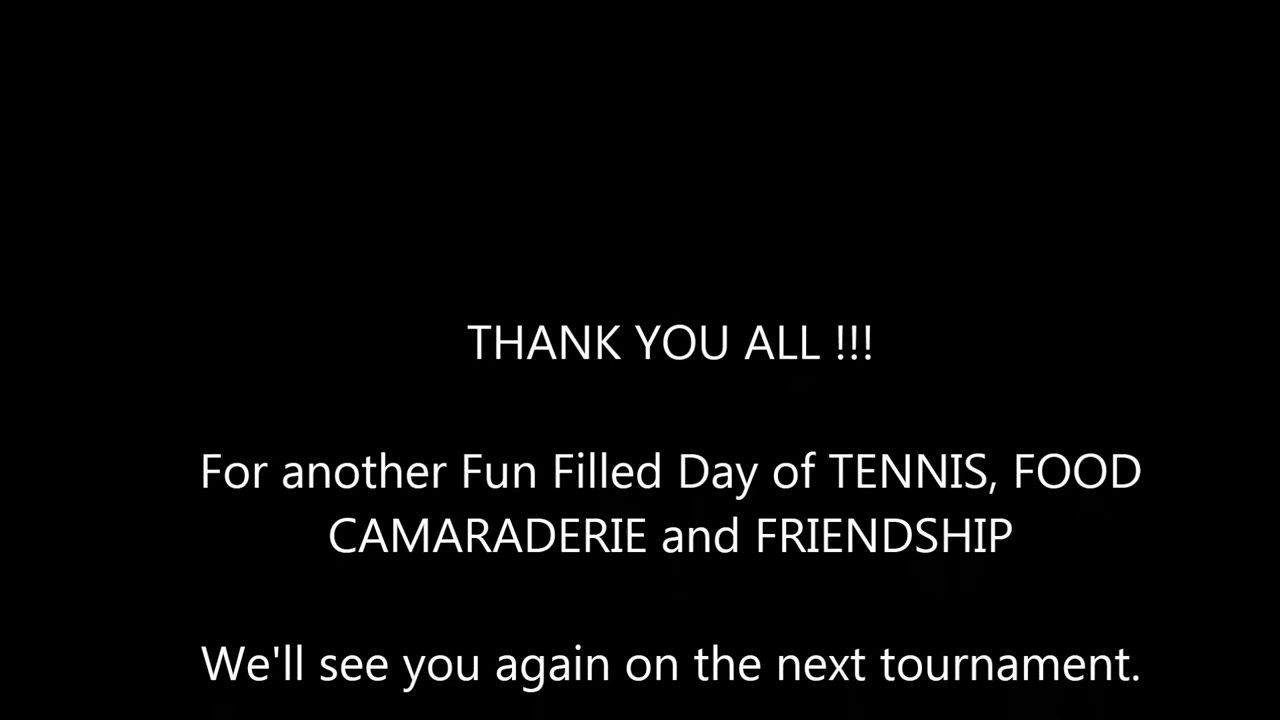 THANK YOU ALL !!!
For another Fun Filled Day of TENNIS, FOOD
CAMARADERIE and FRIENDSHIP
We'll see you again on the next tournament.